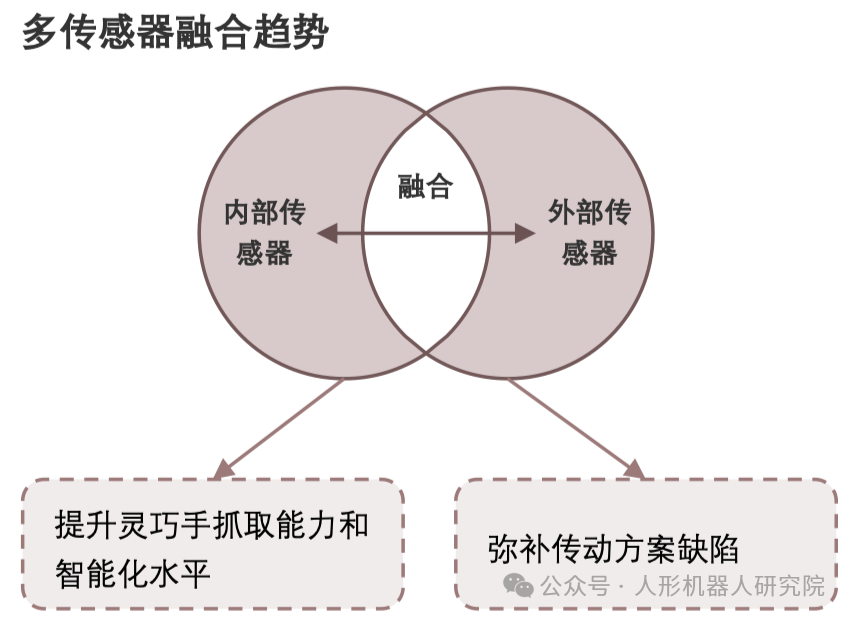 多传感器融合趋势
融合
内部传
感器
外部传
感器
提升灵巧手抓取能力和
智能化水平
弥补传动方案缺陷
公众号 · 人形机器人研究院